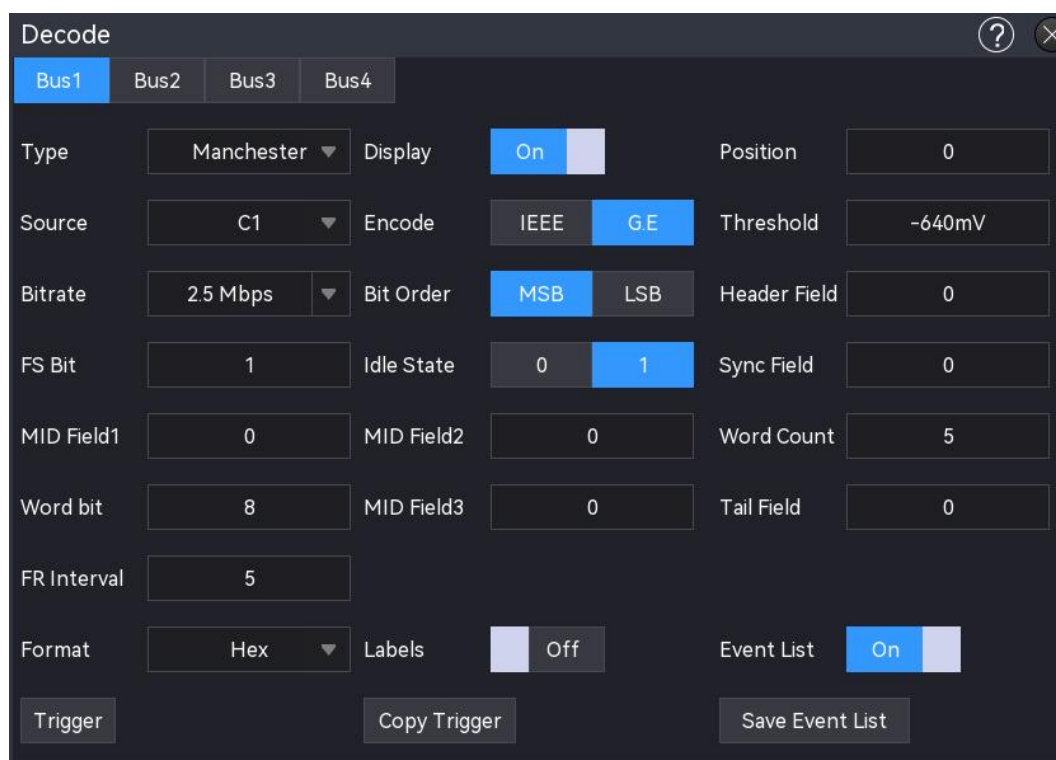 Decode ?
Bus1 Bus2 Bus3 Bus4
Type Manchester Display On Position 0
Source C1 Encode IEEE G.E Threshold -640mV
Bitrate 2.5 Mbps Bit Order MSB LSB Header Field 0
FS Bit 1 Idle State 0 1 Sync Field 0
MID Field1 0 MID Field2 0 Word Count 5
Word bit 8 MID Field3 0 Tail Field 0
FR Interval 5
Format Hex Labels Off Event List On
Trigger Copy Trigger Save Event List